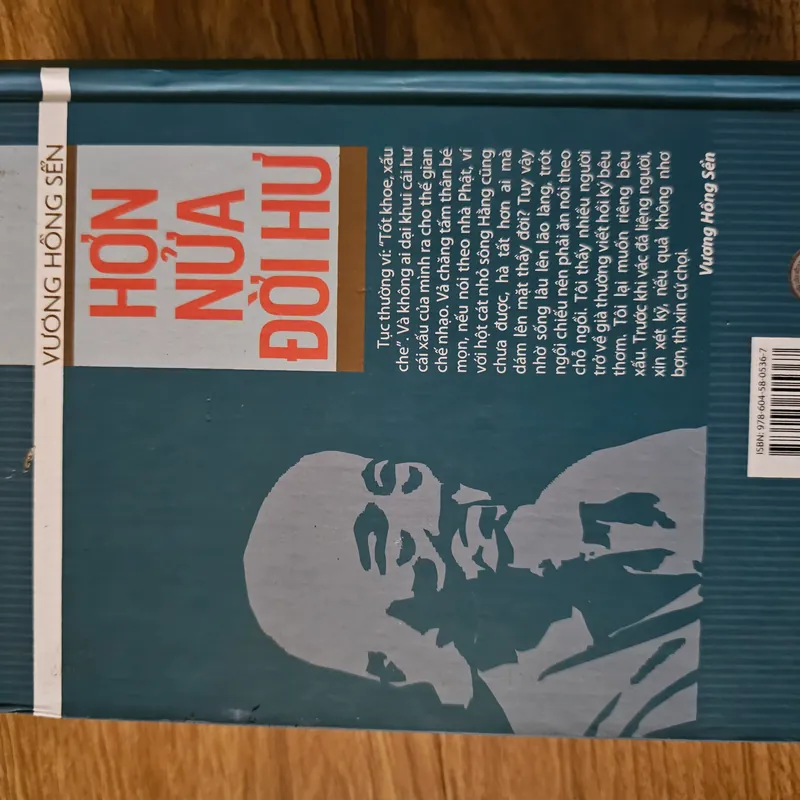 VƯƠNG HỒNG SỂN
HƠN
NỬA
ĐỜI HƯ
Tục thường ví: "Tốt khoe, xấu
che". Và không ai dại khui cái hư
cái xấu của mình ra cho thế gian
chế nhạo. Và chăng tấm thân bé
mọn, nếu nói theo nhà Phật, ví
với hột cát nhỏ sông Hằng cũng
chưa được, hà tất hơn ai mà
dám lên mặt thầy đời? Tuy vậy
nhờ sống lâu lên lão làng, trót
ngồi chiếu nên phải ăn nói theo
chỗ ngồi. Tôi thấy nhiều người
trở về già thường viết hồi ký bêu
thơm. Tôi lại muốn riêng bêu
xấu. Trước khi vác đá liệng người,
xin xét kỹ, nếu quả không nhơ
bợn, thì xin cứ chọi.
Vương Hồng Sển
ISBN: 978-604-58-0536-7